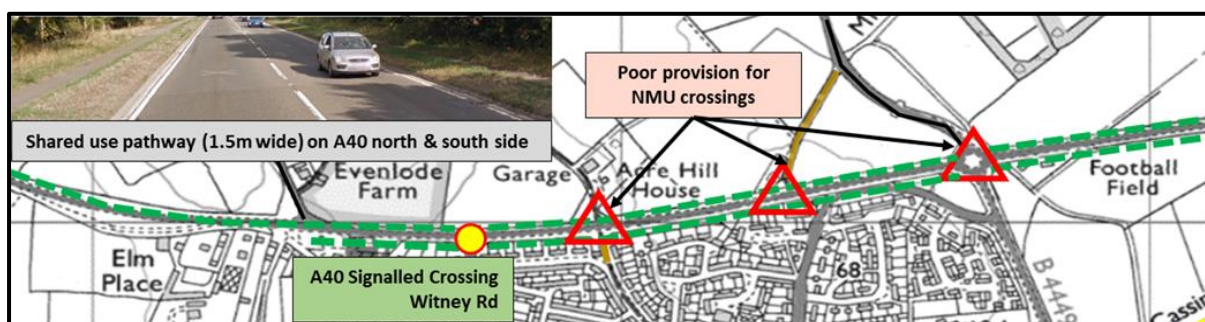 Poor provision for
NMU crossings
Shared use pathway (1.5m wide) on A40 north & south side
Evenlode
Farm
Garage
Acre Hill
House
Football
Field
Elm
Place
A40 Signalled Crossing
Witney Rd
68
B 4449